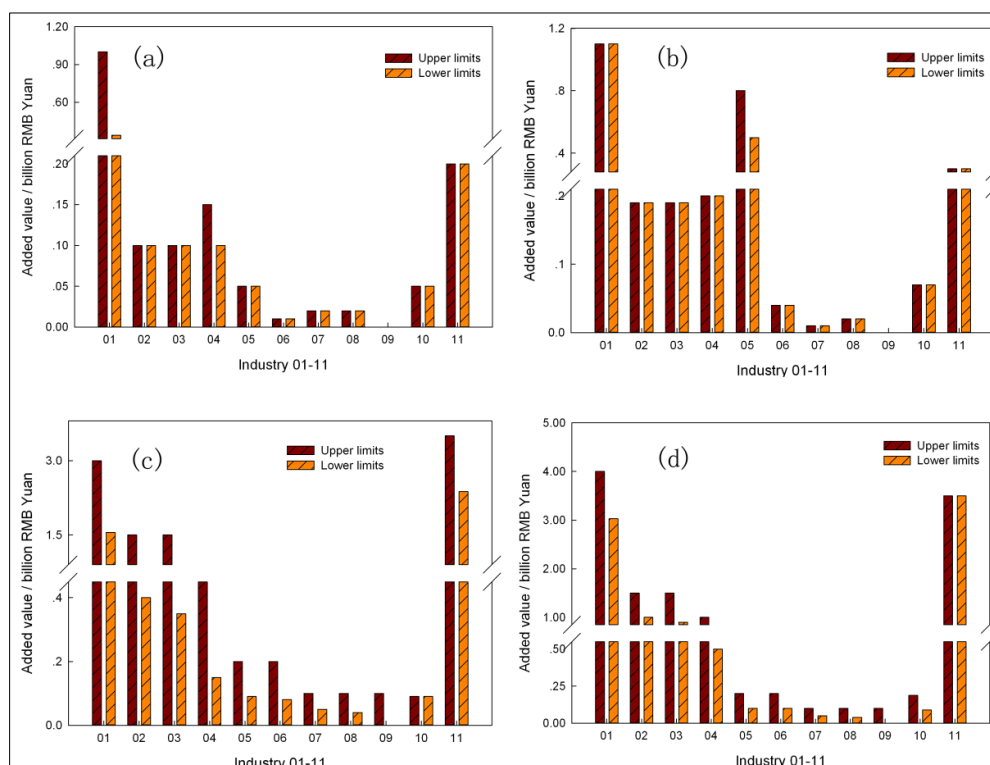 (a)
Upper limits
Lower limits
Added value / billion RMB Yuan
1.20
.90
.60
.20
.15
.10
.05
0.00
01 02 03 04 05 06 07 08 09 10 11
Industry 01-11
(b)
Upper limits
Lower limits
Added value / billion RMB Yuan
1.2
.8
.4
.2
.1
0.0
01 02 03 04 05 06 07 08 09 10 11
Industry 01-11
(c)
Upper limits
Lower limits
Added value / billion RMB Yuan
3.0
1.5
.4
.2
0.0
01 02 03 04 05 06 07 08 09 10 11
Industry 01-11
(d)
Upper limits
Lower limits
Added value / billion RMB Yuan
5.00
4.00
3.00
2.00
1.00
.50
.25
0.00
01 02 03 04 05 06 07 08 09 10 11
Industry 01-11